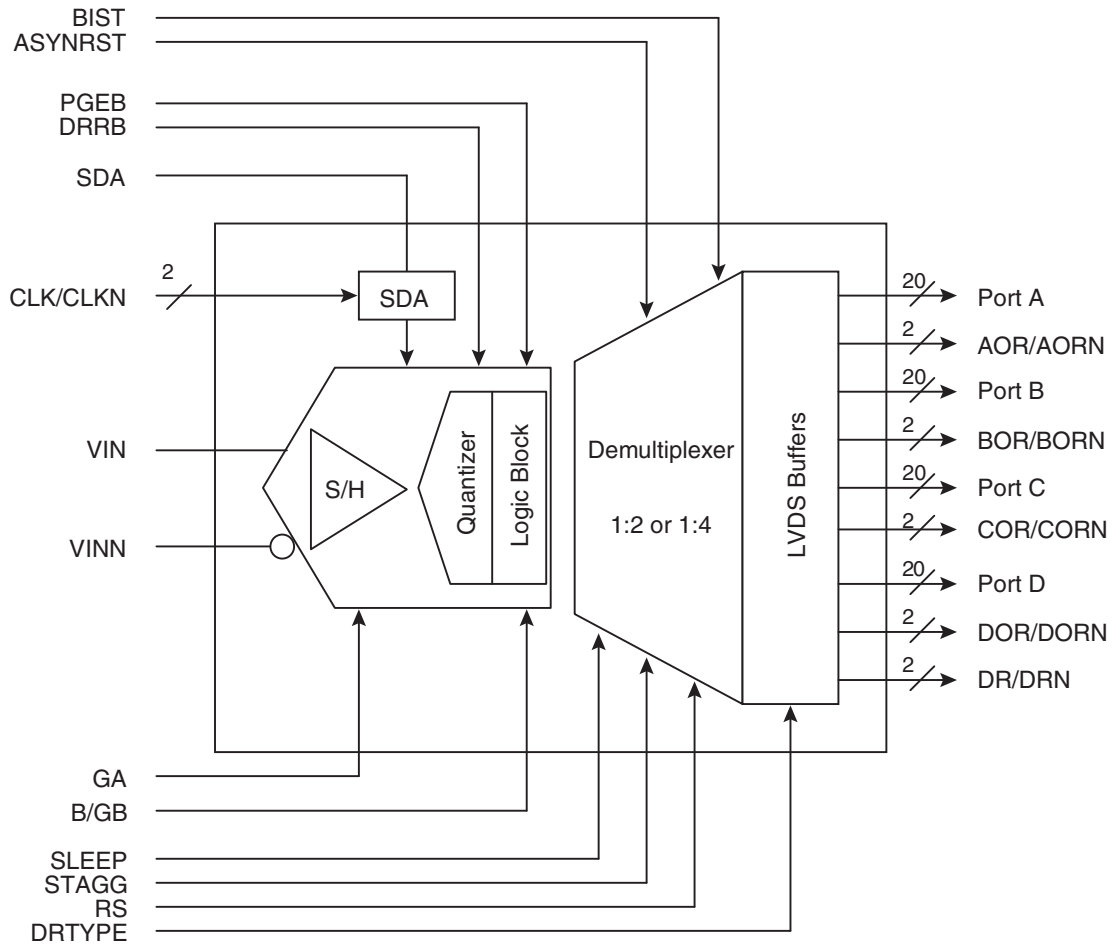 BIST
ASYNRST
PGEB
DRRB
SDA
2
CLK/CLKN
SDA
VIN
VINN
S/H
Quantizer
Logic Block
Demultiplexer
1:2 or 1:4
LVDS Buffers
20
Port A
2
AOR/AORN
20
Port B
2
BOR/BORN
20
Port C
2
COR/CORN
20
Port D
2
DOR/DORN
2
DR/DRN
GA
B/GB
SLEEP
STAGG
RS
DRTYPE